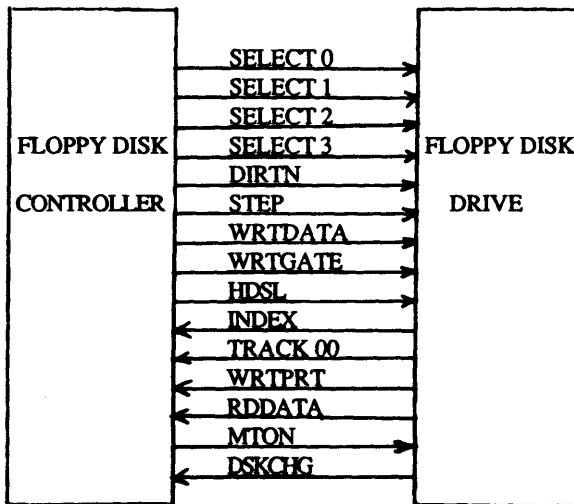 SELECT 0
SELECT 1
SELECT 2
FLOPPY DISK
SELECT 3
FLOPPY DISK
DIRTN
CONTROLLER
STEP
DRIVE
WRTDATA
WRTGATE
HDSL
INDEX
TRACK 00
WRTPRT
RDDATA
MTON
DSKCHG